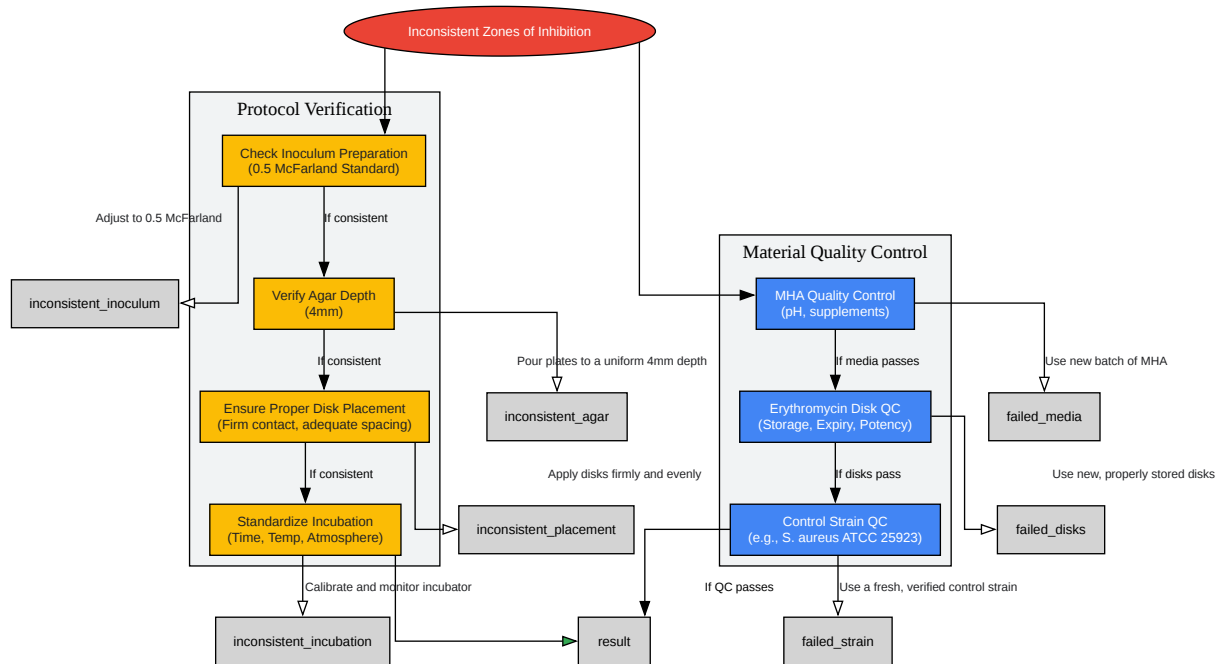 Inconsistent Zones of Inhibition
Protocol Verification
Check Inoculum Preparation
(0.5 McFarland Standard)
Adjust to 0.5 McFarland
If consistent
inconsistent_inoculum
Verify Agar Depth
(4mm)
If consistent
Pour plates to a uniform 4mm depth
Ensure Proper Disk Placement
(Firm contact, adequate spacing)
inconsistent_agar
If consistent
Apply disks firmly and evenly
Standardize Incubation
(Time, Temp, Atmosphere)
inconsistent_placement
Calibrate and monitor incubator
inconsistent_incubation
Material Quality Control
MHA Quality Control
(pH, supplements)
If media passes
Use new batch of MHA
Erythromycin Disk QC
(Storage, Expiry, Potency)
failed_media
If disks pass
Use new, properly stored disks
Control Strain QC
(e.g., S. aureus ATCC 25923)
failed_disks
If QC passes
Use a fresh, verified control strain
result
failed_strain